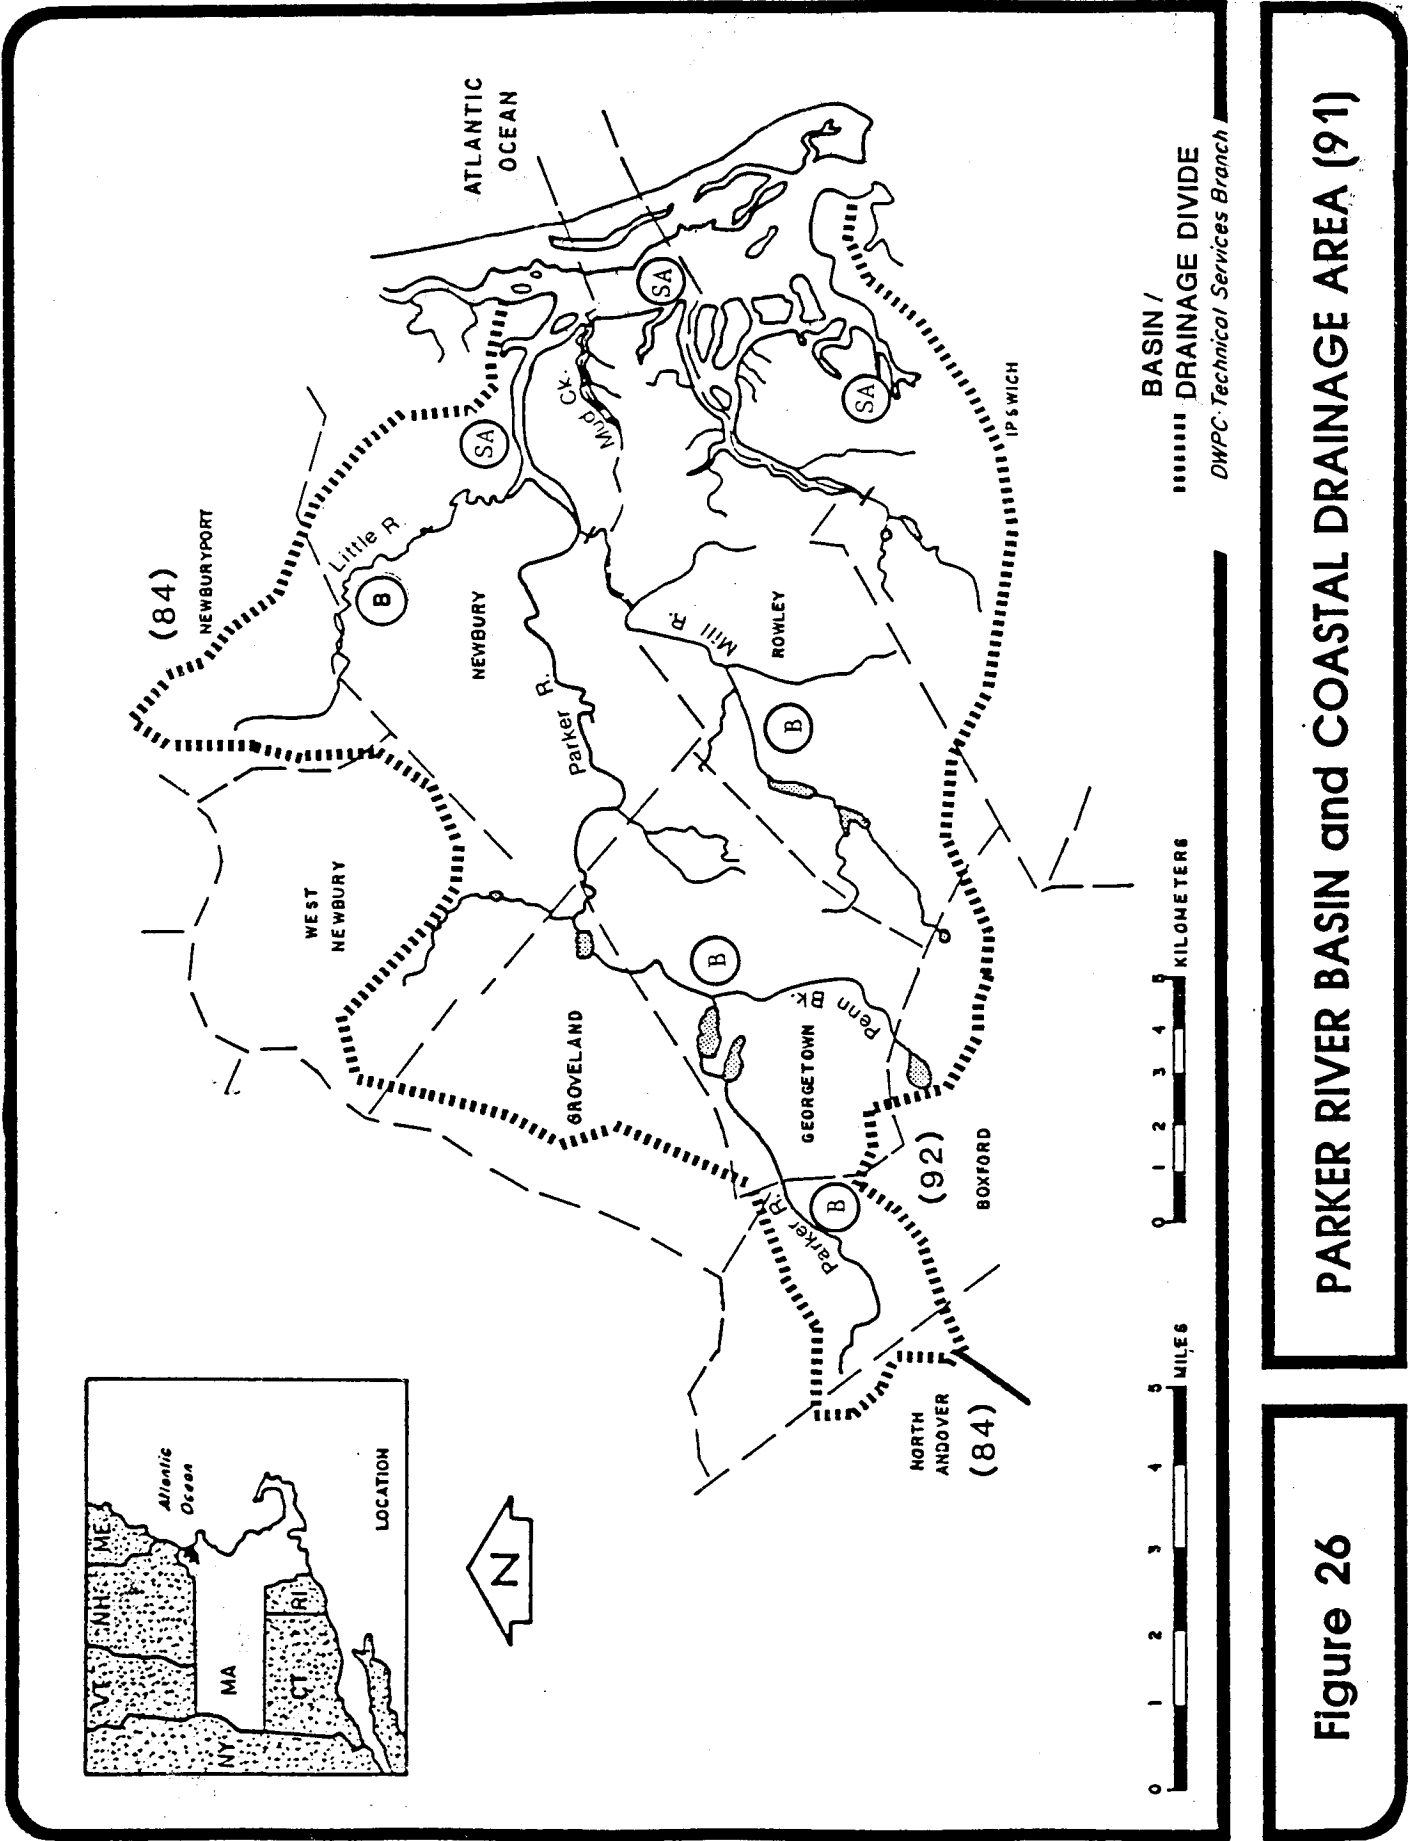 ME
NH
VT
NY
MA
CT
RI
Atlantic
Ocean
LOCATION
N
(84)
NEWBURYPORT
ATLANTIC
OCEAN
WEST
NEWBURY
Little R.
B
SA
NEWBURY
Parker R.
Mud Ck.
SA
GROVELAND
Mill R.
ROWLEY
B
SA
B
GEORGETOWN
Penn Bk.
Parker R.
B
(92)
BOXFORD
IPSWICH
NORTH
ANDOVER
(84)
0 1 2 3 4 5 MILES
0 1 2 3 4 5 KILOMETERS
BASIN /
DRAINAGE DIVIDE
DWPC-Technical Services Branch
Figure 26
PARKER RIVER BASIN and COASTAL DRAINAGE AREA (91)